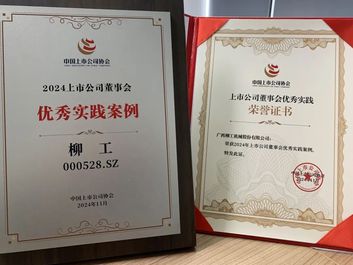 中国上市公司协会
2024上市公司董事会
优秀实践案例
柳 工
000528.SZ
中国上市公司协会
2024年11月
中国上市公司协会
上市公司董事会优秀实践
荣誉证书
广西柳工机械股份有限公司：
荣获2024年上市公司董事会优秀实践案例。
特发此证。